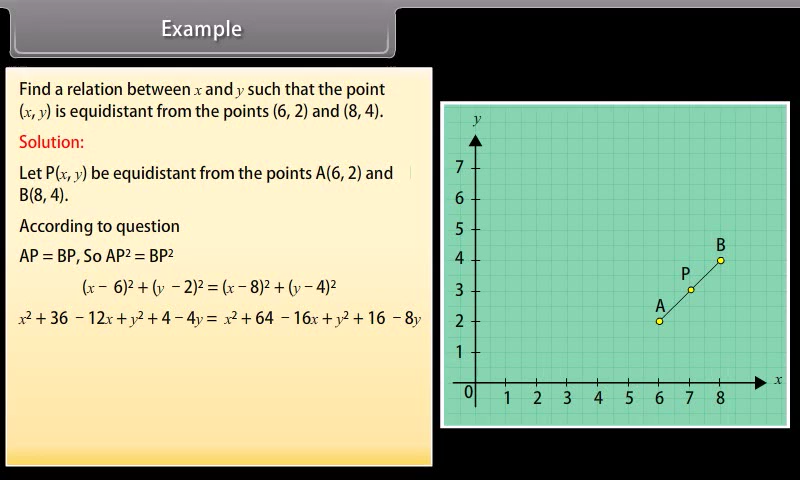 Example
Find a relation between x and y such that the point
(x, y) is equidistant from the points (6, 2) and (8, 4).
Solution:
Let P(x, y) be equidistant from the points A(6, 2) and
B(8, 4).
According to question
AP = BP, So AP² = BP²
(x − 6)² + (y − 2)² = (x − 8)² + (y − 4)²
x² + 36 − 12x + y² + 4 − 4y = x² + 64 − 16x + y² + 16 − 8y
y
7
6
5
4
3
2
1
B
P
A
x
0 1 2 3 4 5 6 7 8